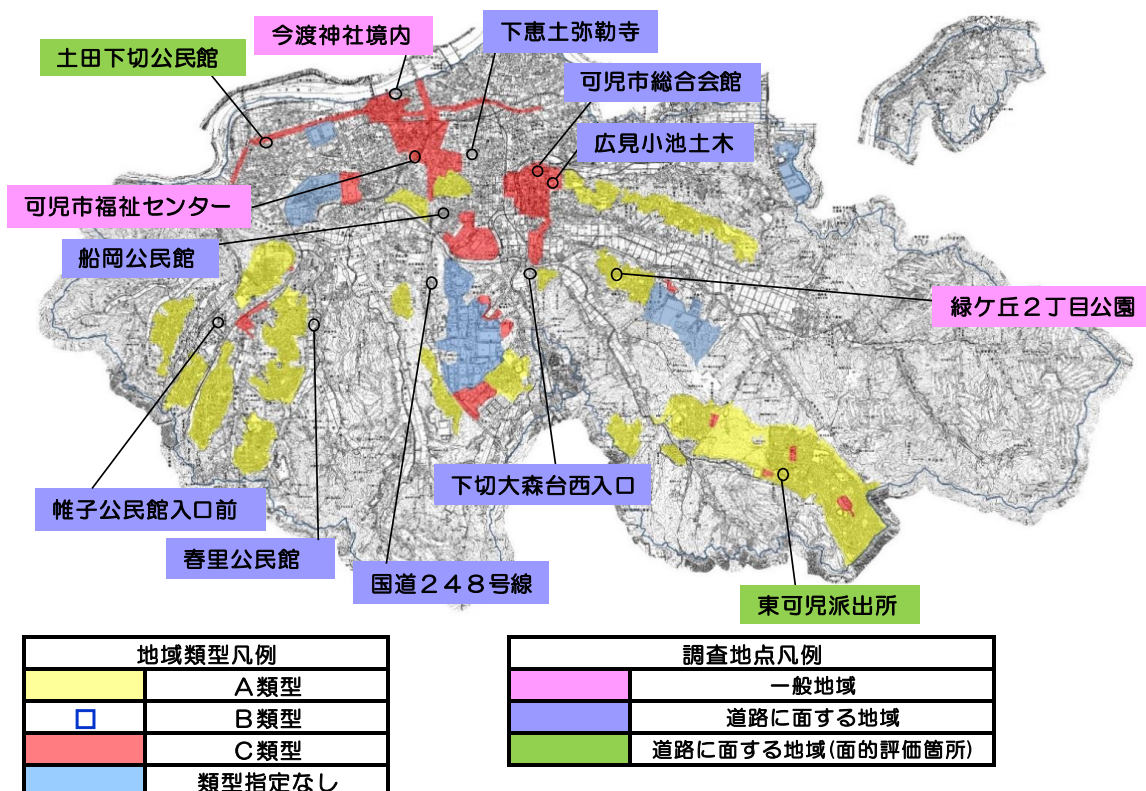 今渡神社境内
下恵土弥勒寺
土田下切公民館
可児市総合会館
広見小池土木
可児市福祉センター
船岡公民館
緑ケ丘２丁目公園
下切大森台西入口
帷子公民館入口前
春里公民館
国道２４８号線
東可児派出所
地域類型凡例
Ａ類型
Ｂ類型
Ｃ類型
類型指定なし
調査地点凡例
一般地域
道路に面する地域
道路に面する地域(面的評価箇所)